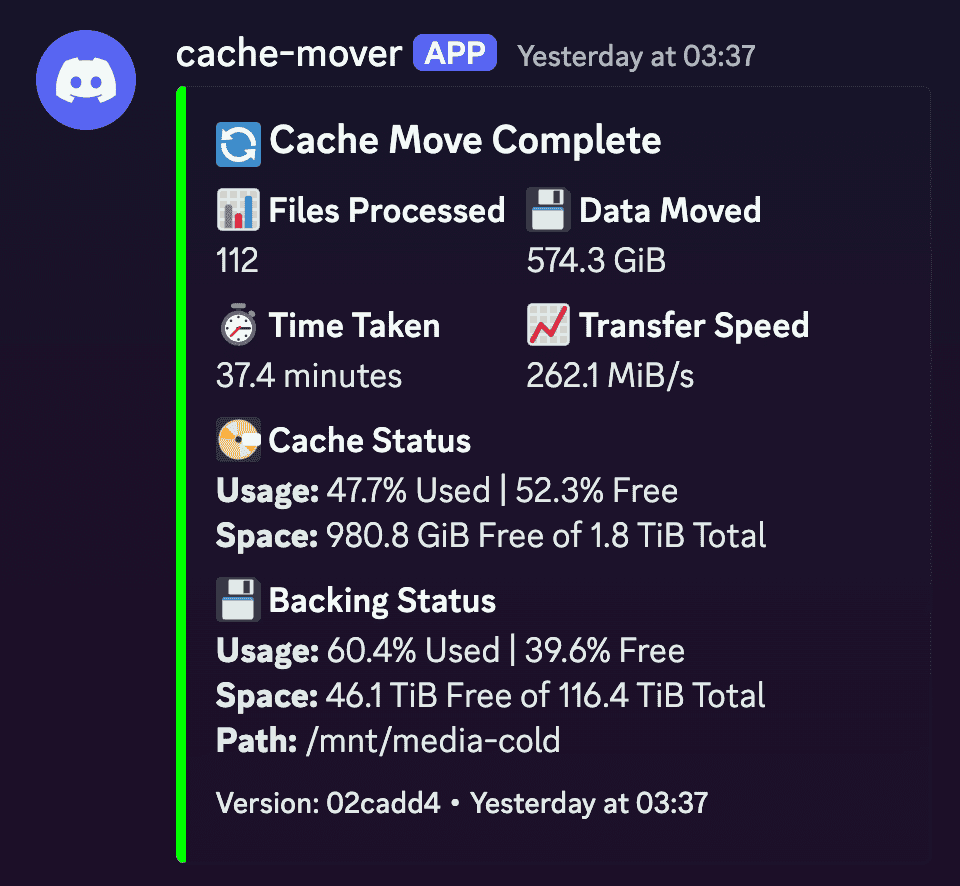 cache-mover APP Yesterday at 03:37
Cache Move Complete
Files Processed Data Moved
112 574.3 GiB
Time Taken Transfer Speed
37.4 minutes 262.1 MiB/s
Cache Status
Usage: 47.7% Used | 52.3% Free
Space: 980.8 GiB Free of 1.8 TiB Total
Backing Status
Usage: 60.4% Used | 39.6% Free
Space: 46.1 TiB Free of 116.4 TiB Total
Path: /mnt/media-cold
Version: 02cadd4 • Yesterday at 03:37